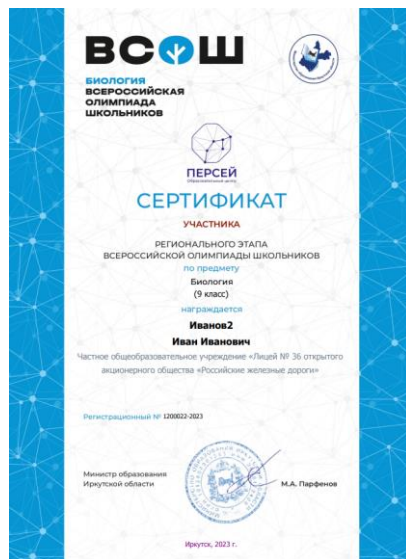 ВСОШ
БИОЛОГИЯ
ВСЕРОССИЙСКАЯ
ОЛИМПИАДА
ШКОЛЬНИКОВ
ПЕРСЕЙ
Образовательный центр
СЕРТИФИКАТ
УЧАСТНИКА
РЕГИОНАЛЬНОГО ЭТАПА
ВСЕРОССИЙСКОЙ ОЛИМПИАДЫ ШКОЛЬНИКОВ
по предмету
Биология
(9 класс)
награждается
Иванов2
Иван Иванович
Частное общеобразовательное учреждение «Лицей № 36 открытого
акционерного общества «Российские железные дороги»
Регистрационный № 1200022-2023
Министр образования
Иркутской области
М.А. Парфенов
Иркутск, 2023 г.